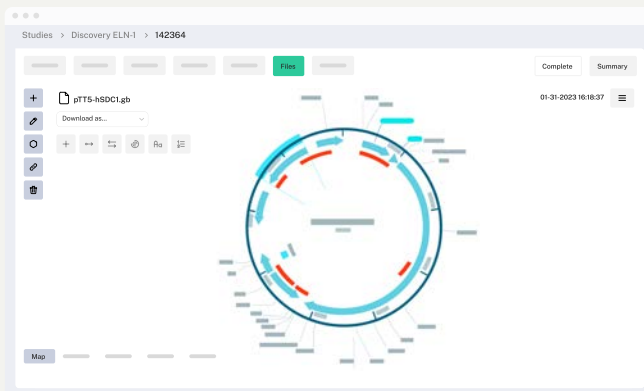 Studies > Discovery ELN-1 > 142364
Files
Complete
Summary
pTT5-hSDC1.gb
01-31-2023 16:18:37
Download as...
Aa
Map